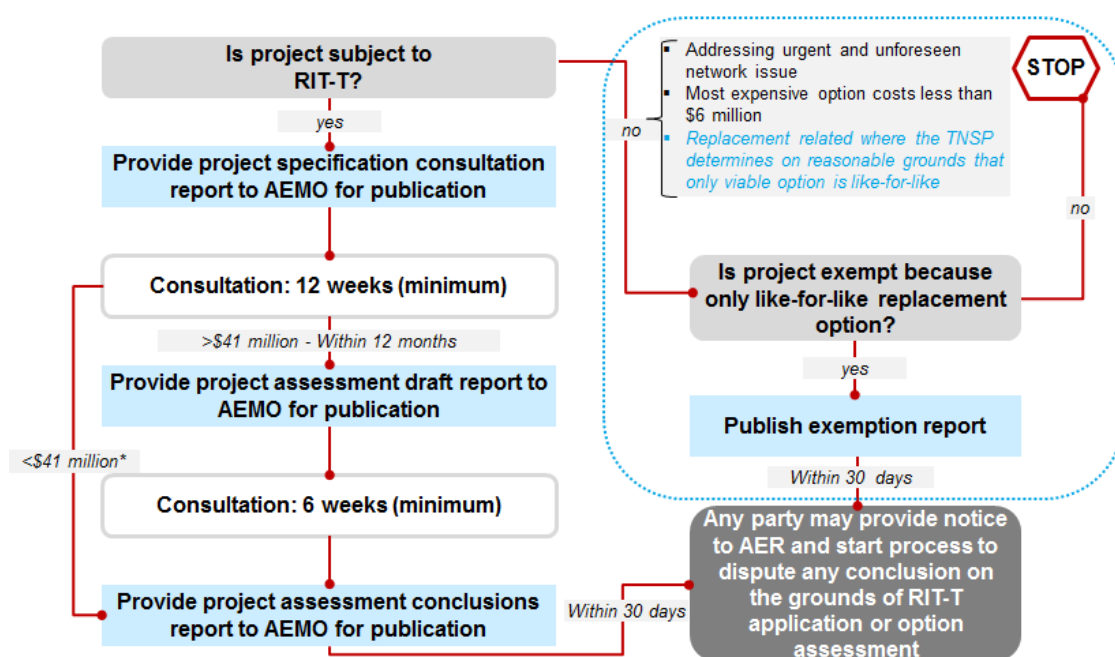 Is project subject to
RIT-T?
yes
Provide project specification consultation
report to AEMO for publication
Consultation: 12 weeks (minimum)
>$41 million - Within 12 months
Provide project assessment draft report to
AEMO for publication
<$41 million*
Consultation: 6 weeks (minimum)
Provide project assessment conclusions
report to AEMO for publication
Within 30 days
no
▪ Addressing urgent and unforeseen
network issue
▪ Most expensive option costs less than
$6 million
▪ Replacement related where the TNSP
determines on reasonable grounds that
only viable option is like-for-like
STOP
no
Is project exempt because
only like-for-like replacement
option?
yes
Publish exemption report
Within 30 days
Any party may provide notice
to AER and start process to
dispute any conclusion on
the grounds of RIT-T
application or option
assessment